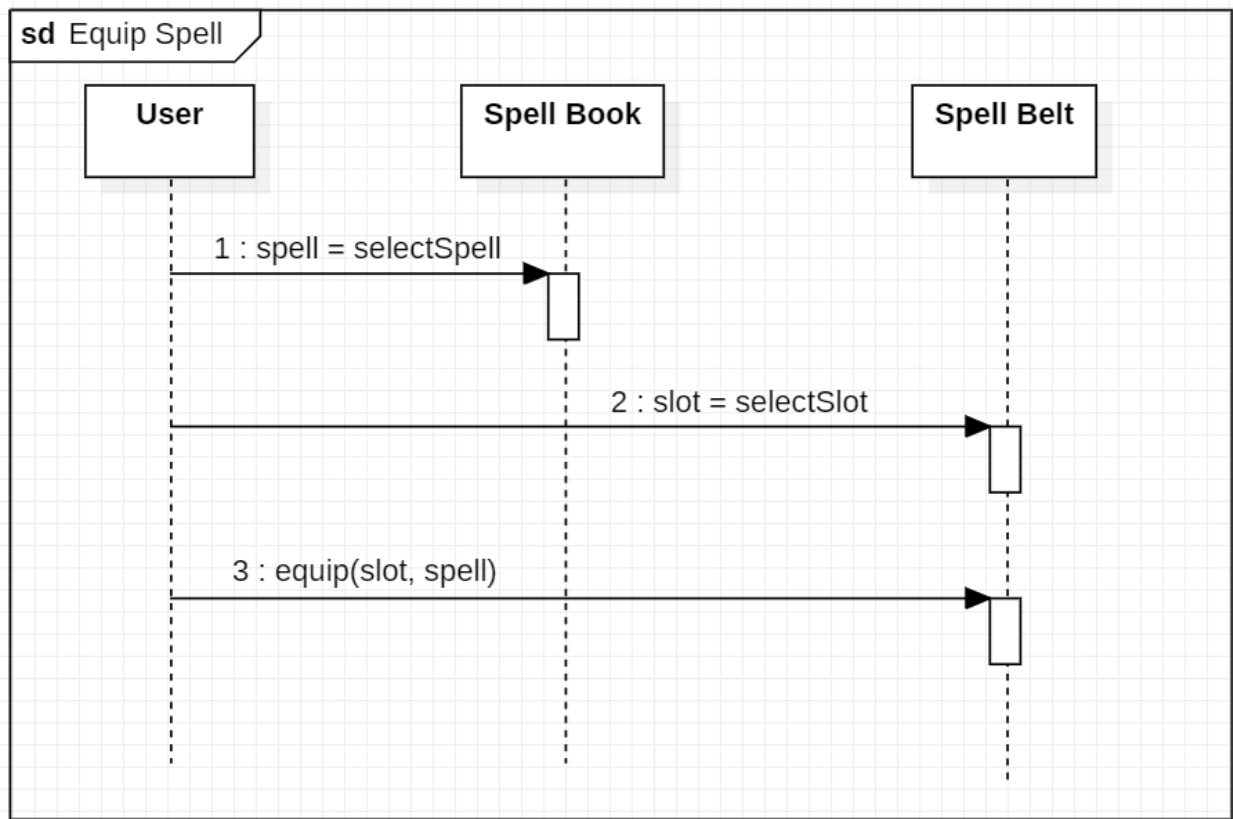 sd Equip Spell
User
Spell Book
Spell Belt
1 : spell = selectSpell
2 : slot = selectSlot
3 : equip(slot, spell)